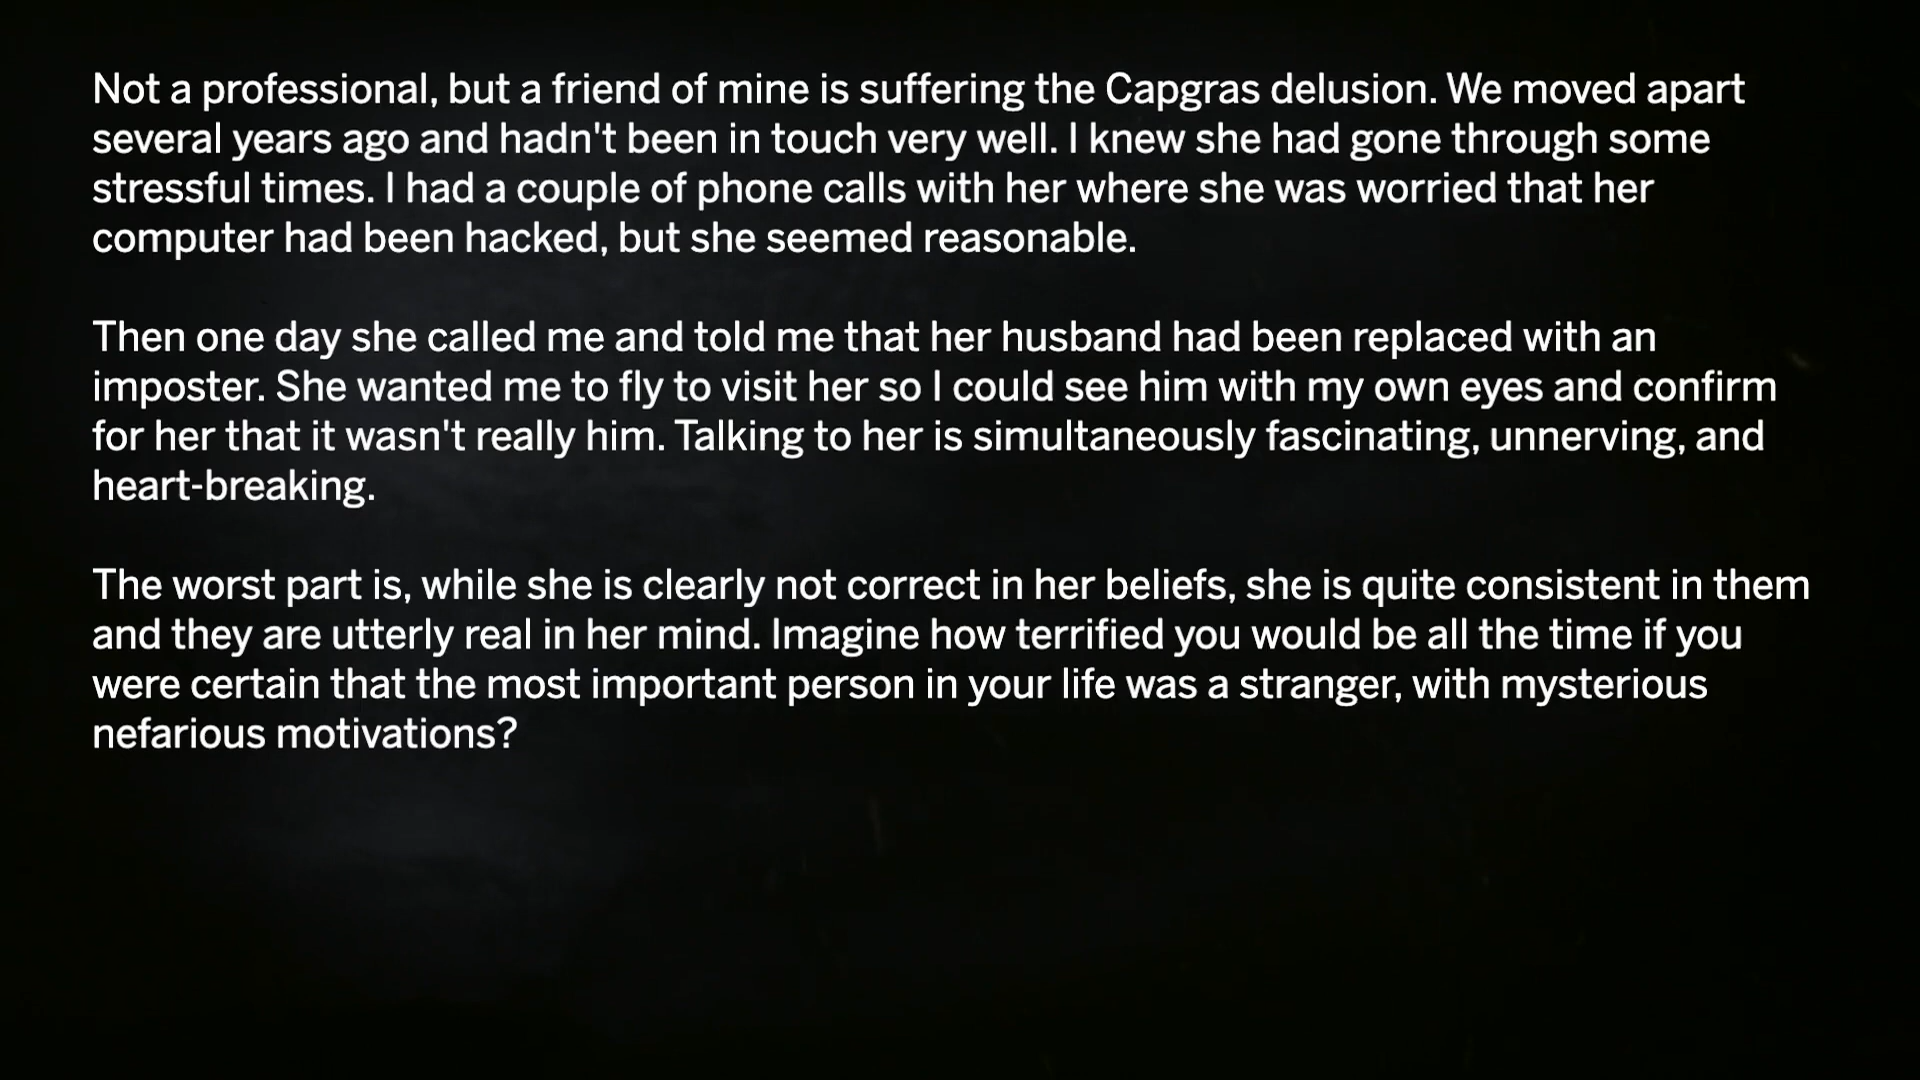 Not a professional, but a friend of mine is suffering the Capgras delusion. We moved apart
several years ago and hadn't been in touch very well. I knew she had gone through some
stressful times. I had a couple of phone calls with her where she was worried that her
computer had been hacked, but she seemed reasonable.
Then one day she called me and told me that her husband had been replaced with an
imposter. She wanted me to fly to visit her so I could see him with my own eyes and confirm
for her that it wasn't really him. Talking to her is simultaneously fascinating, unnerving, and
heart-breaking.
The worst part is, while she is clearly not correct in her beliefs, she is quite consistent in them
and they are utterly real in her mind. Imagine how terrified you would be all the time if you
were certain that the most important person in your life was a stranger, with mysterious
nefarious motivations?